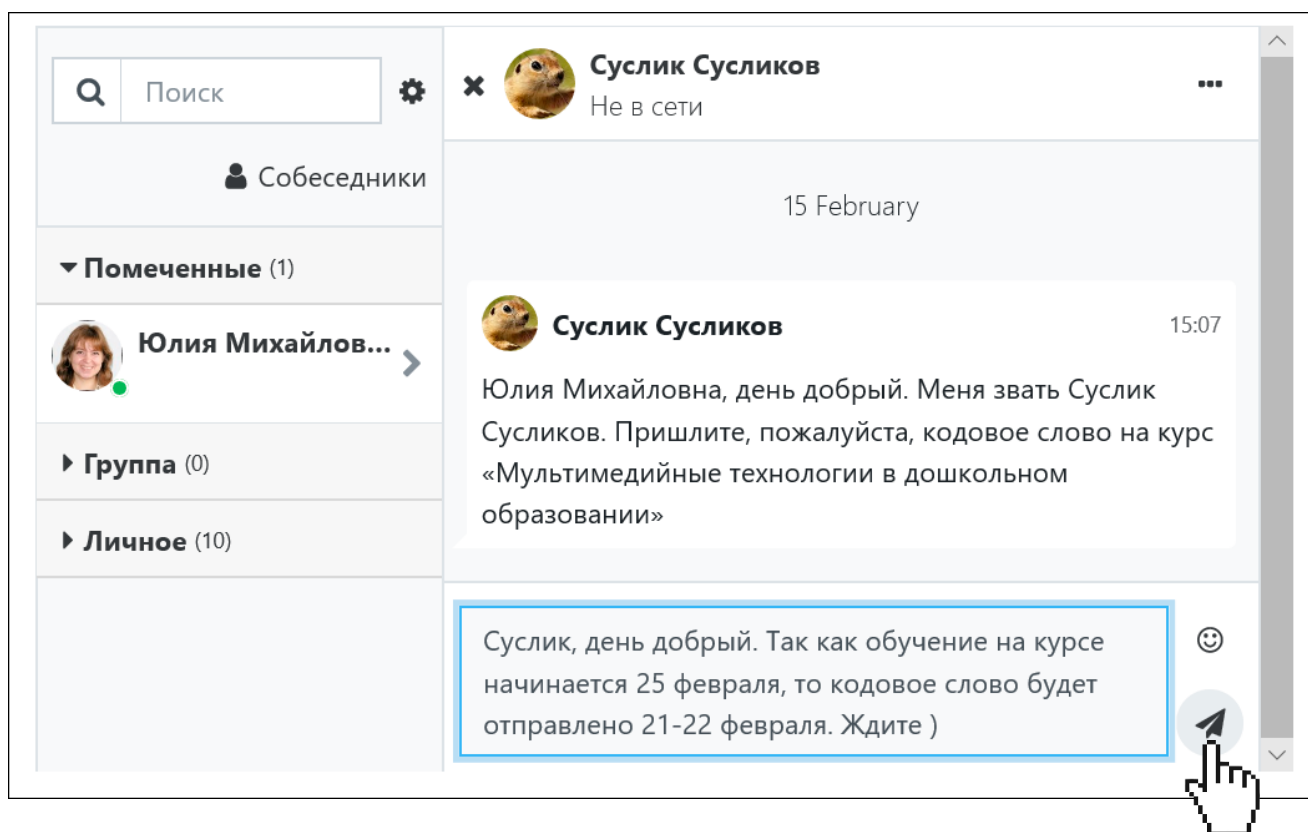 Поиск
Собеседники
Помеченные (1)
Юлия Михайлов...
Группа (0)
Личное (10)
Суслик Сусликов
Не в сети
15 February
Суслик Сусликов 15:07
Юлия Михайловна, день добрый. Меня звать Суслик
Сусликов. Пришлите, пожалуйста, кодовое слово на курс
«Мультимедийные технологии в дошкольном
образовании»
Суслик, день добрый. Так как обучение на курсе
начинается 25 февраля, то кодовое слово будет
отправлено 21-22 февраля. Ждите )